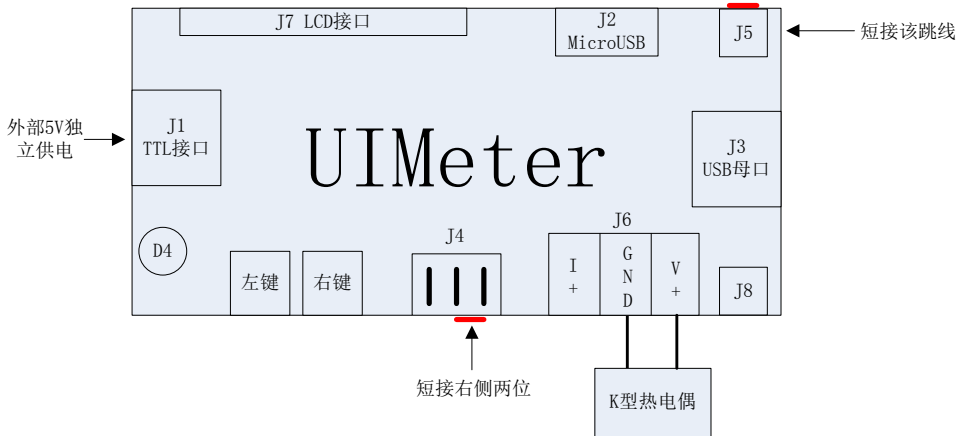 J7 LCD接口
J2
MicroUSB
J5
短接该跳线
外部5V独
立供电
J1
TTL接口
UIMeter
J3
USB母口
D4
左键
右键
J4
J6
I
+
G
N
D
V
+
J8
短接右侧两位
K型热电偶